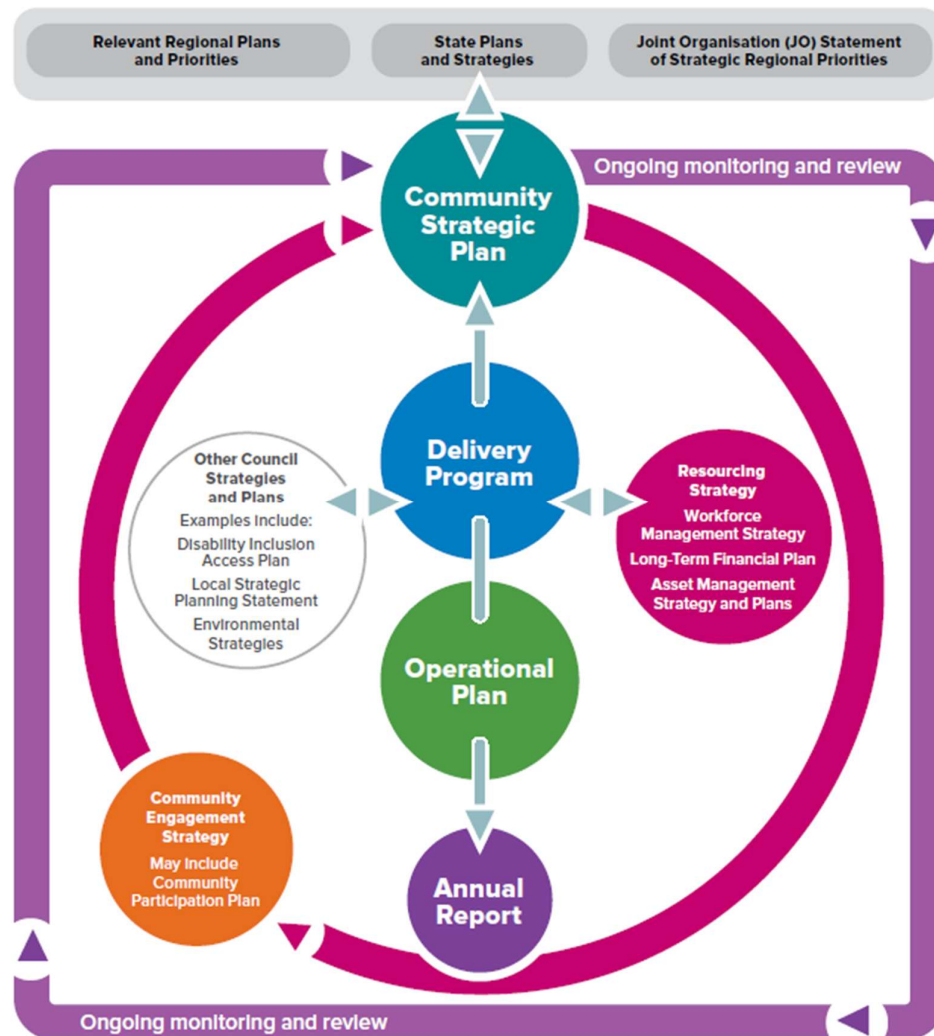 Relevant Regional Plans
and Priorities
State Plans
and Strategies
Joint Organisation (JO) Statement
of Strategic Regional Priorities
Ongoing monitoring and review
Community
Strategic
Plan
Delivery
Program
Other Council
Strategies
and Plans
Examples Include:
Disability Inclusion
Access Plan
Local Strategic
Planning Statement
Environmental
Strategies
Resourcing
Strategy
Workforce
Management Strategy
Long-Term Financial Plan
Asset Management
Strategy and Plans
Operational
Plan
Community
Engagement
Strategy
May Include
Community
Participation Plan
Annual
Report
Ongoing monitoring and review